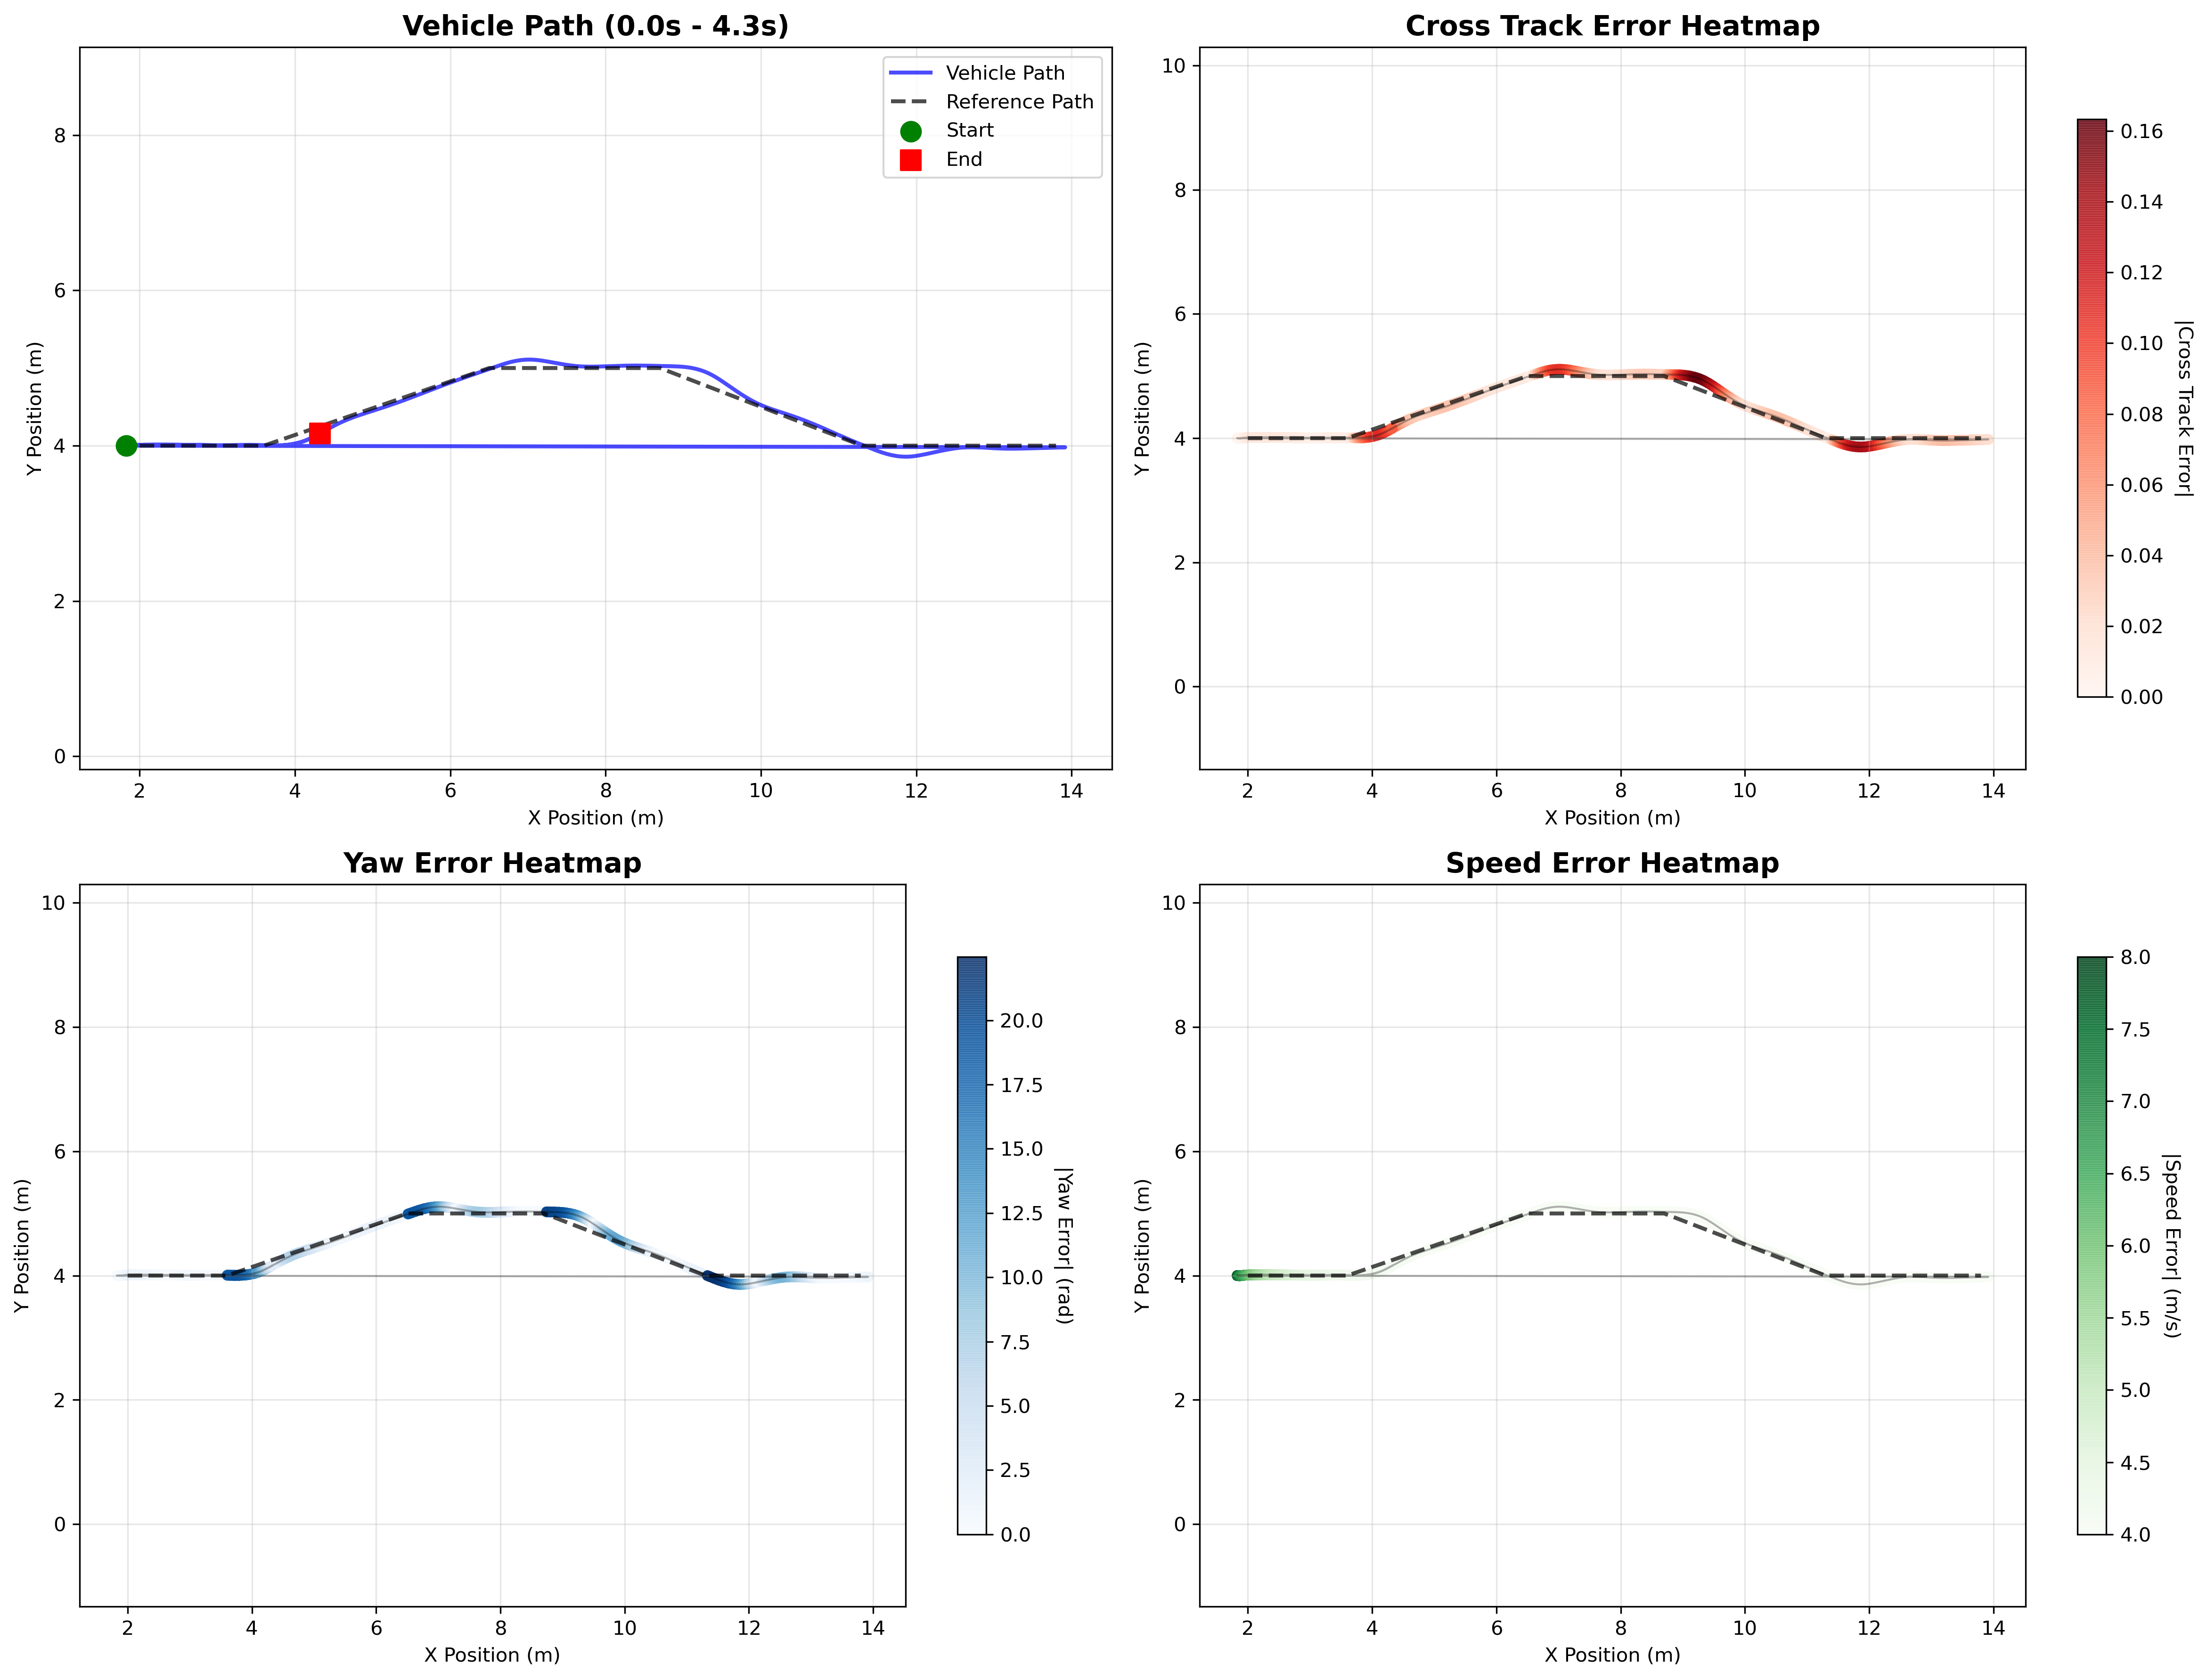 Vehicle Path (0.0s - 4.3s)
Vehicle Path
Reference Path
Start
End
Y Position (m)
8
6
4
2
0
2 4 6 8 10 12 14
X Position (m)
Cross Track Error Heatmap
Y Position (m)
10
8
6
4
2
0
2 4 6 8 10 12 14
X Position (m)
0.16
0.14
0.12
0.10
0.08
0.06
0.04
0.02
0.00
|Cross Track Error|
Yaw Error Heatmap
Y Position (m)
10
8
6
4
2
0
2 4 6 8 10 12 14
X Position (m)
20.0
17.5
15.0
12.5
10.0
7.5
5.0
2.5
0.0
|Yaw Error| (rad)
Speed Error Heatmap
Y Position (m)
10
8
6
4
2
0
2 4 6 8 10 12 14
X Position (m)
8.0
7.5
7.0
6.5
6.0
5.5
5.0
4.5
4.0
|Speed Error| (m/s)